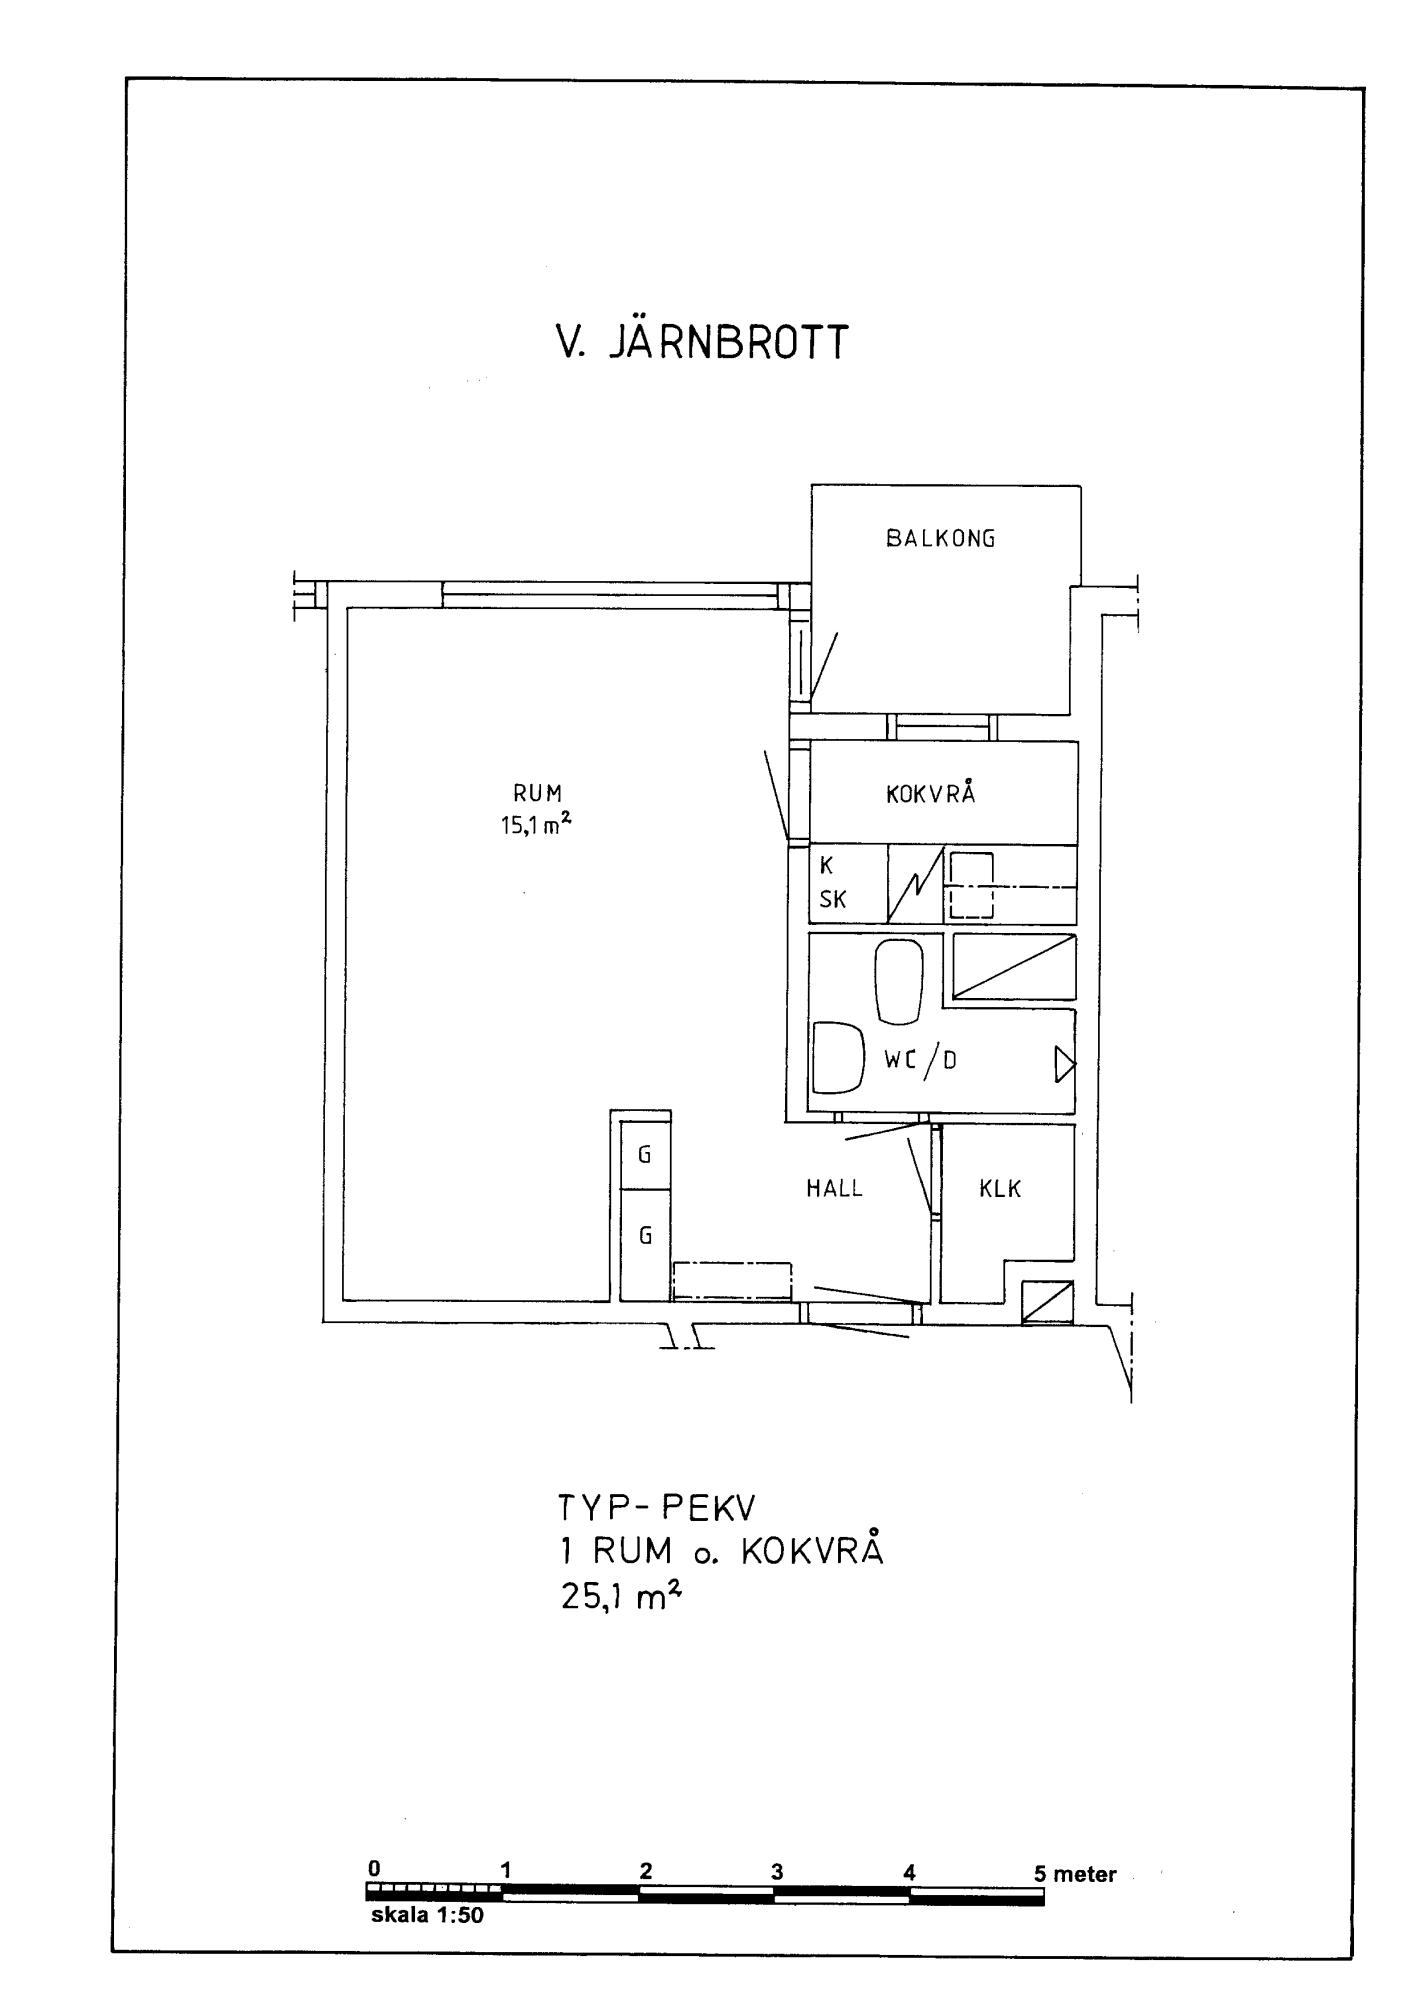 V. JÄRNBROTT
BALKONG
RUM
15,1 m²
KOKVRÅ
K
SK
WC/D
G
HALL
KLK
G
TYP-PEKV
1 RUM o. KOKVRÅ
25,1 m²
0 1 2 3 4 5 meter
skala 1:50